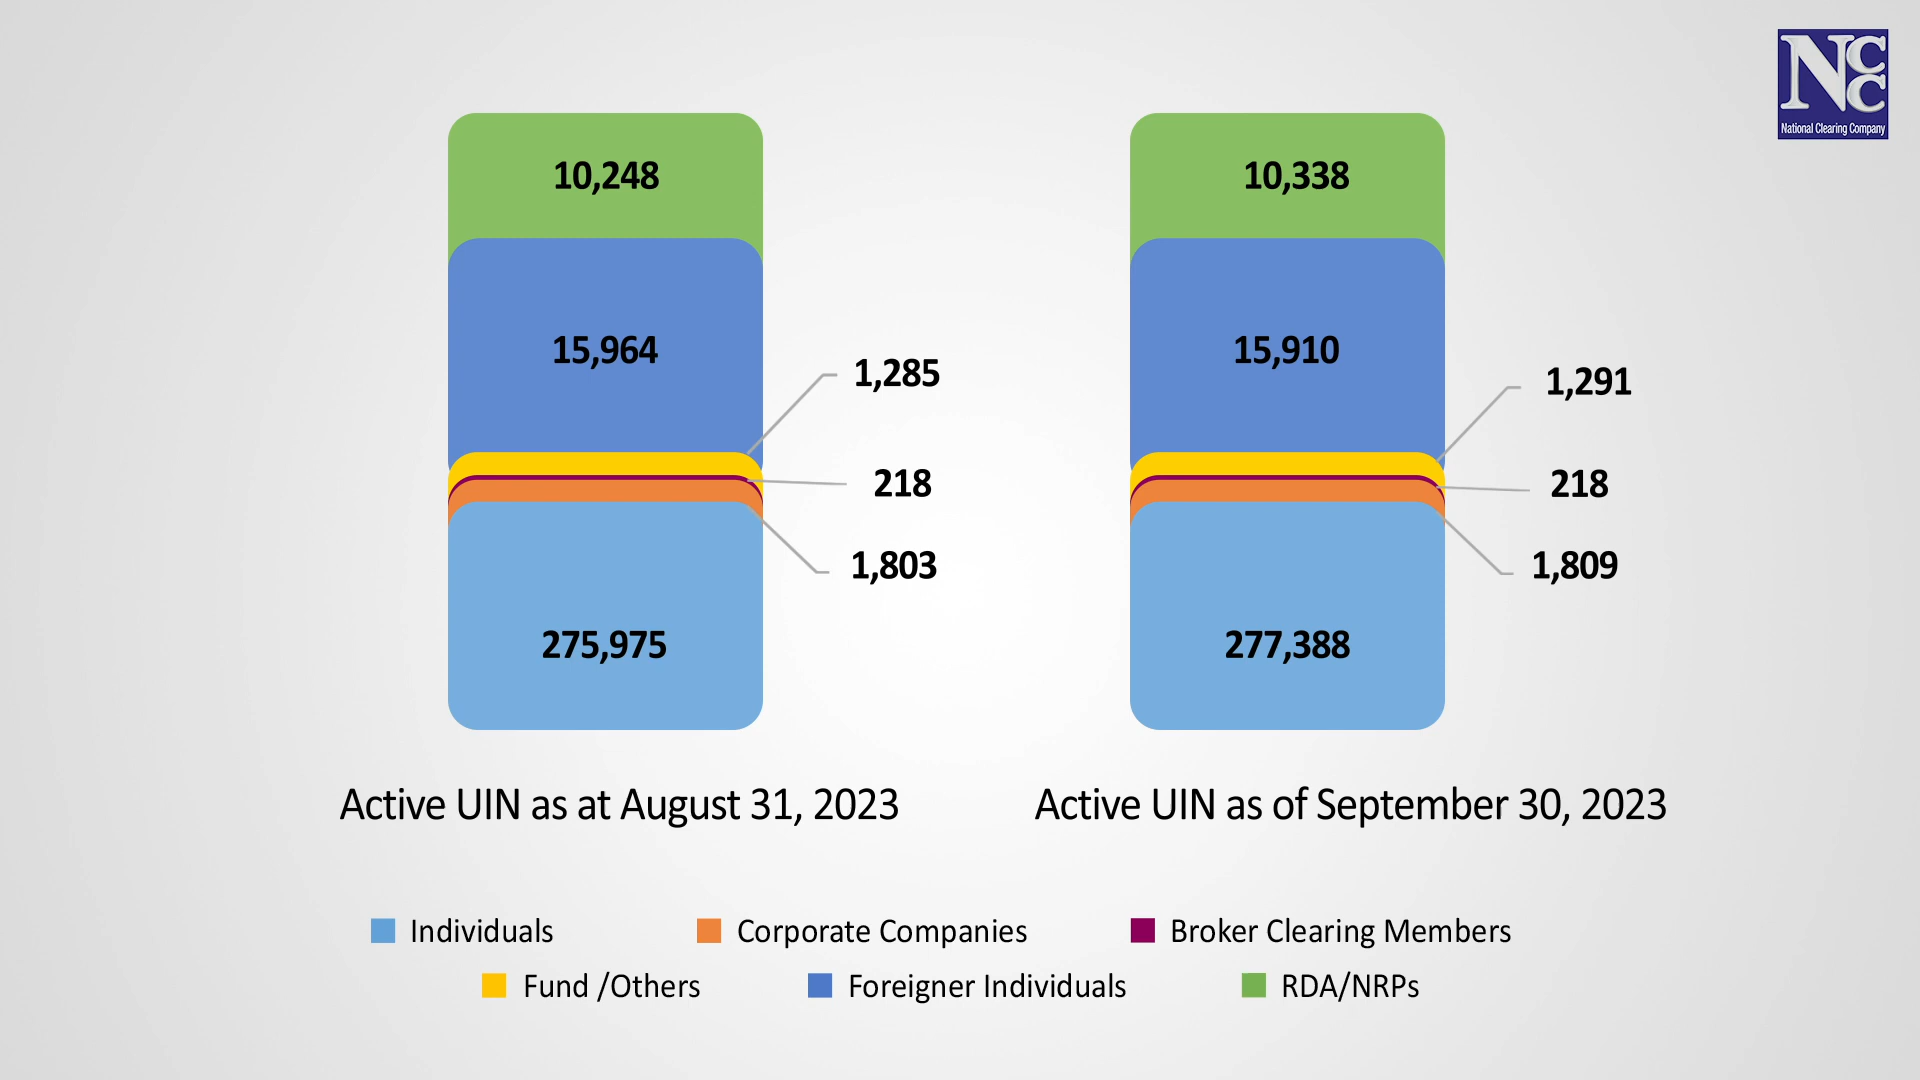 NCC
National Clearing Company
10,248
15,964
1,285
218
1,803
275,975
Active UIN as at August 31, 2023
10,338
15,910
1,291
218
1,809
277,388
Active UIN as of September 30, 2023
Individuals
Corporate Companies
Broker Clearing Members
Fund /Others
Foreigner Individuals
RDA/NRPs